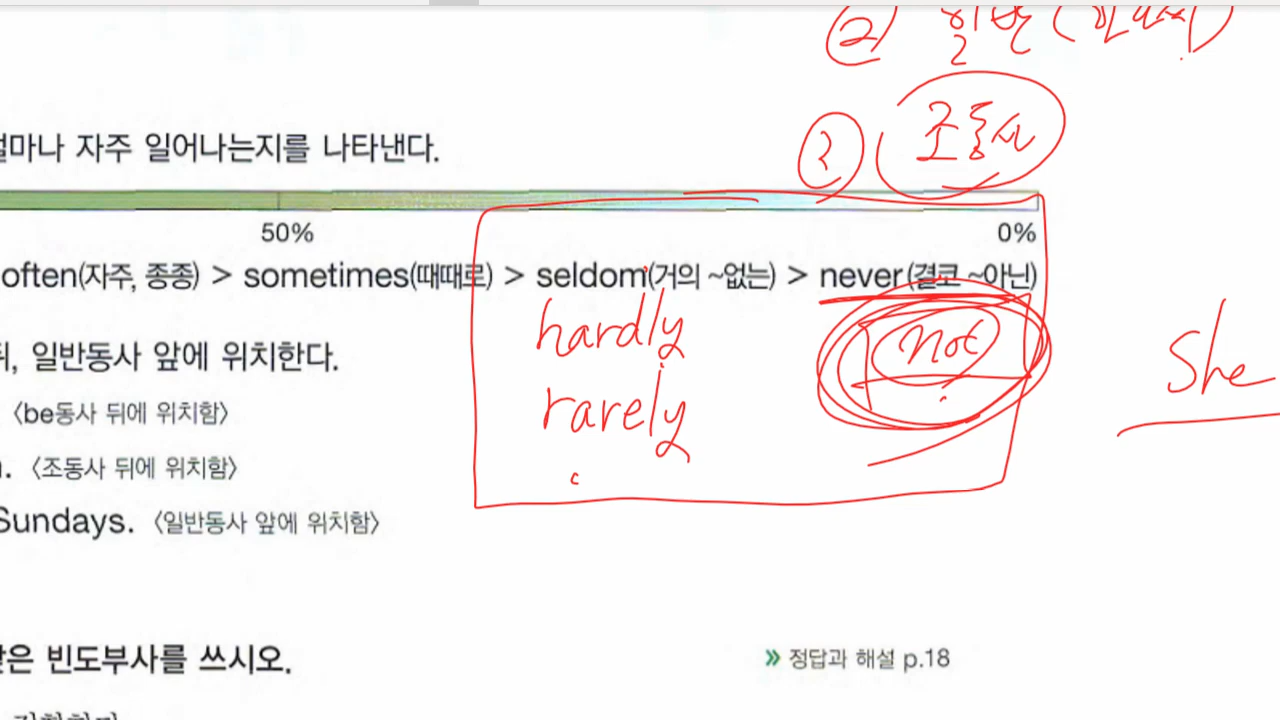 ② 일반(
얼마나 자주 일어나는지를 나타낸다.
③ 조동사
50% 0%
often(자주, 종종) > sometimes(때때로) > seldom(거의 ~없는) > never(결코 ~아닌)
hardly not
뒤, 일반동사 앞에 위치한다.
She
〈be동사 뒤에 위치함〉
rarely
〈조동사 뒤에 위치함〉
Sundays. 〈일반동사 앞에 위치함〉
빈도부사를 쓰시오.
» 정답과 해설 p.18